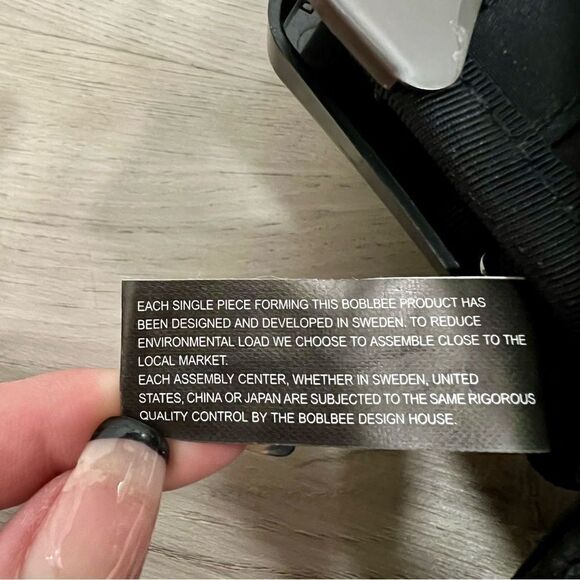 EACH SINGLE PIECE FORMING THIS BOBLBEE PRODUCT HAS
BEEN DESIGNED AND DEVELOPED IN SWEDEN. TO REDUCE
ENVIRONMENTAL LOAD WE CHOOSE TO ASSEMBLE CLOSE TO THE
LOCAL MARKET.
EACH ASSEMBLY CENTER, WHETHER IN SWEDEN, UNITED
STATES, CHINA OR JAPAN ARE SUBJECTED TO THE SAME RIGOROUS
QUALITY CONTROL BY THE BOBLBEE DESIGN HOUSE.